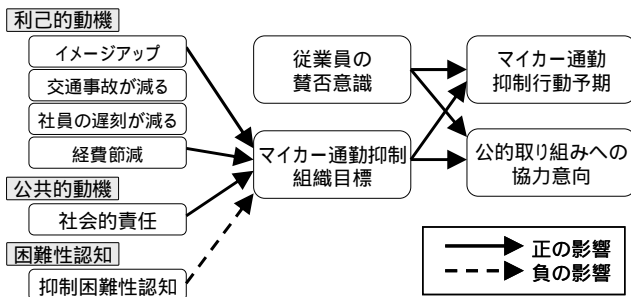 利己的動機
イメージアップ
交通事故が減る
社員の遅刻が減る
経費節減
公共的動機
社会的責任
困難性認知
抑制困難性認知
従業員の
賛否意識
マイカー通勤抑制
組織目標
マイカー通勤
抑制行動予期
公的取り組みへの
協力意向
正の影響
負の影響